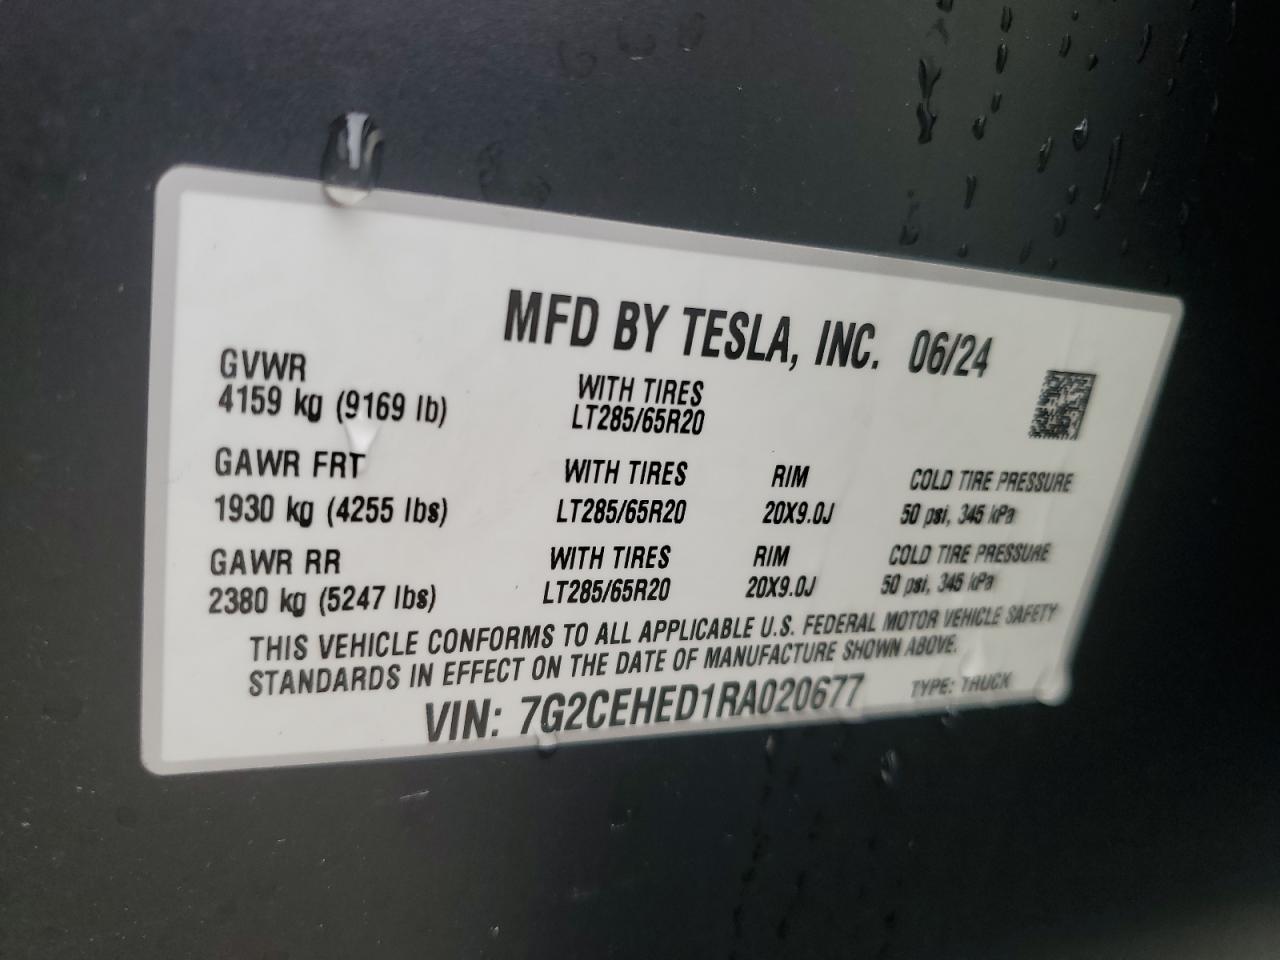 MFD BY TESLA, INC. 06/24
GVWR
4159 kg (9169 lb)
WITH TIRES
LT285/65R20
GAWR FRT WITH TIRES RIM COLD TIRE PRESSURE
1930 kg (4255 lbs) LT285/65R20 20X9.0J 50 psi, 345 kPa
GAWR RR WITH TIRES RIM COLD TIRE PRESSURE
2380 kg (5247 lbs) LT285/65R20 20X9.0J 50 psi, 345 kPa
THIS VEHICLE CONFORMS TO ALL APPLICABLE U.S. FEDERAL MOTOR VEHICLE SAFETY
STANDARDS IN EFFECT ON THE DATE OF MANUFACTURE SHOWN ABOVE.
VIN: 7G2CEHED1RA020677 TYPE: TRUCK